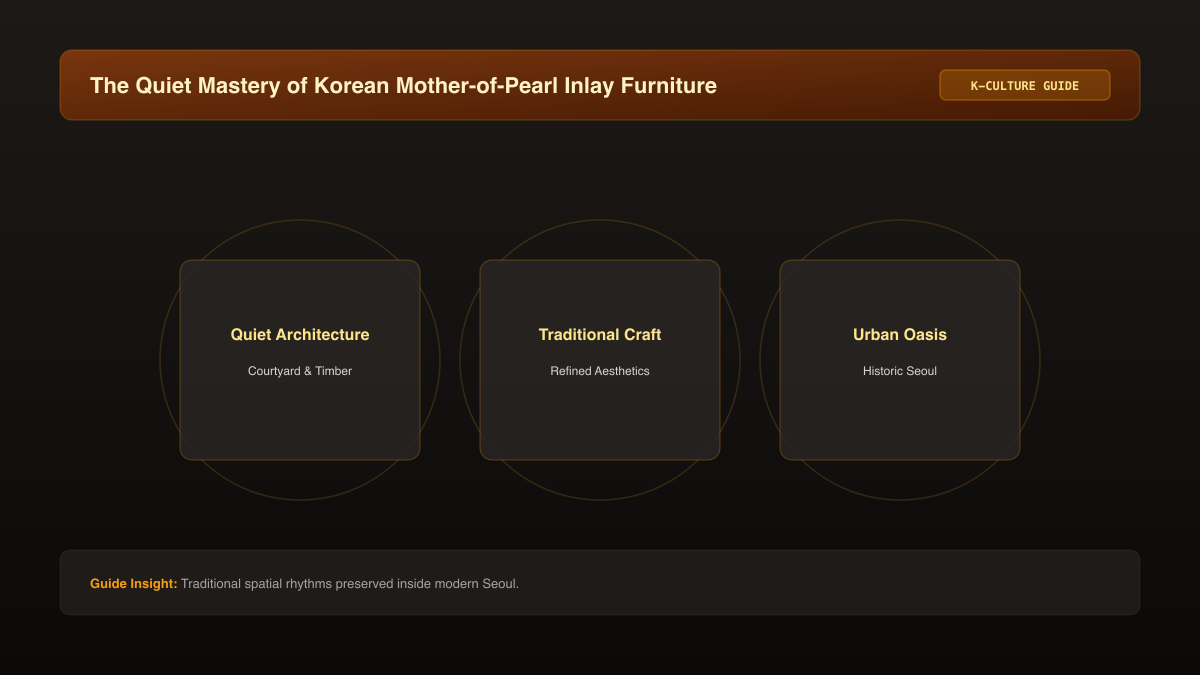 The Quiet Mastery of Korean Mother-of-Pearl Inlay Furniture
K–CULTURE GUIDE
Quiet Architecture
Courtyard & Timber
Traditional Craft
Refined Aesthetics
Urban Oasis
Historic Seoul
Guide Insight: Traditional spatial rhythms preserved inside modern Seoul.